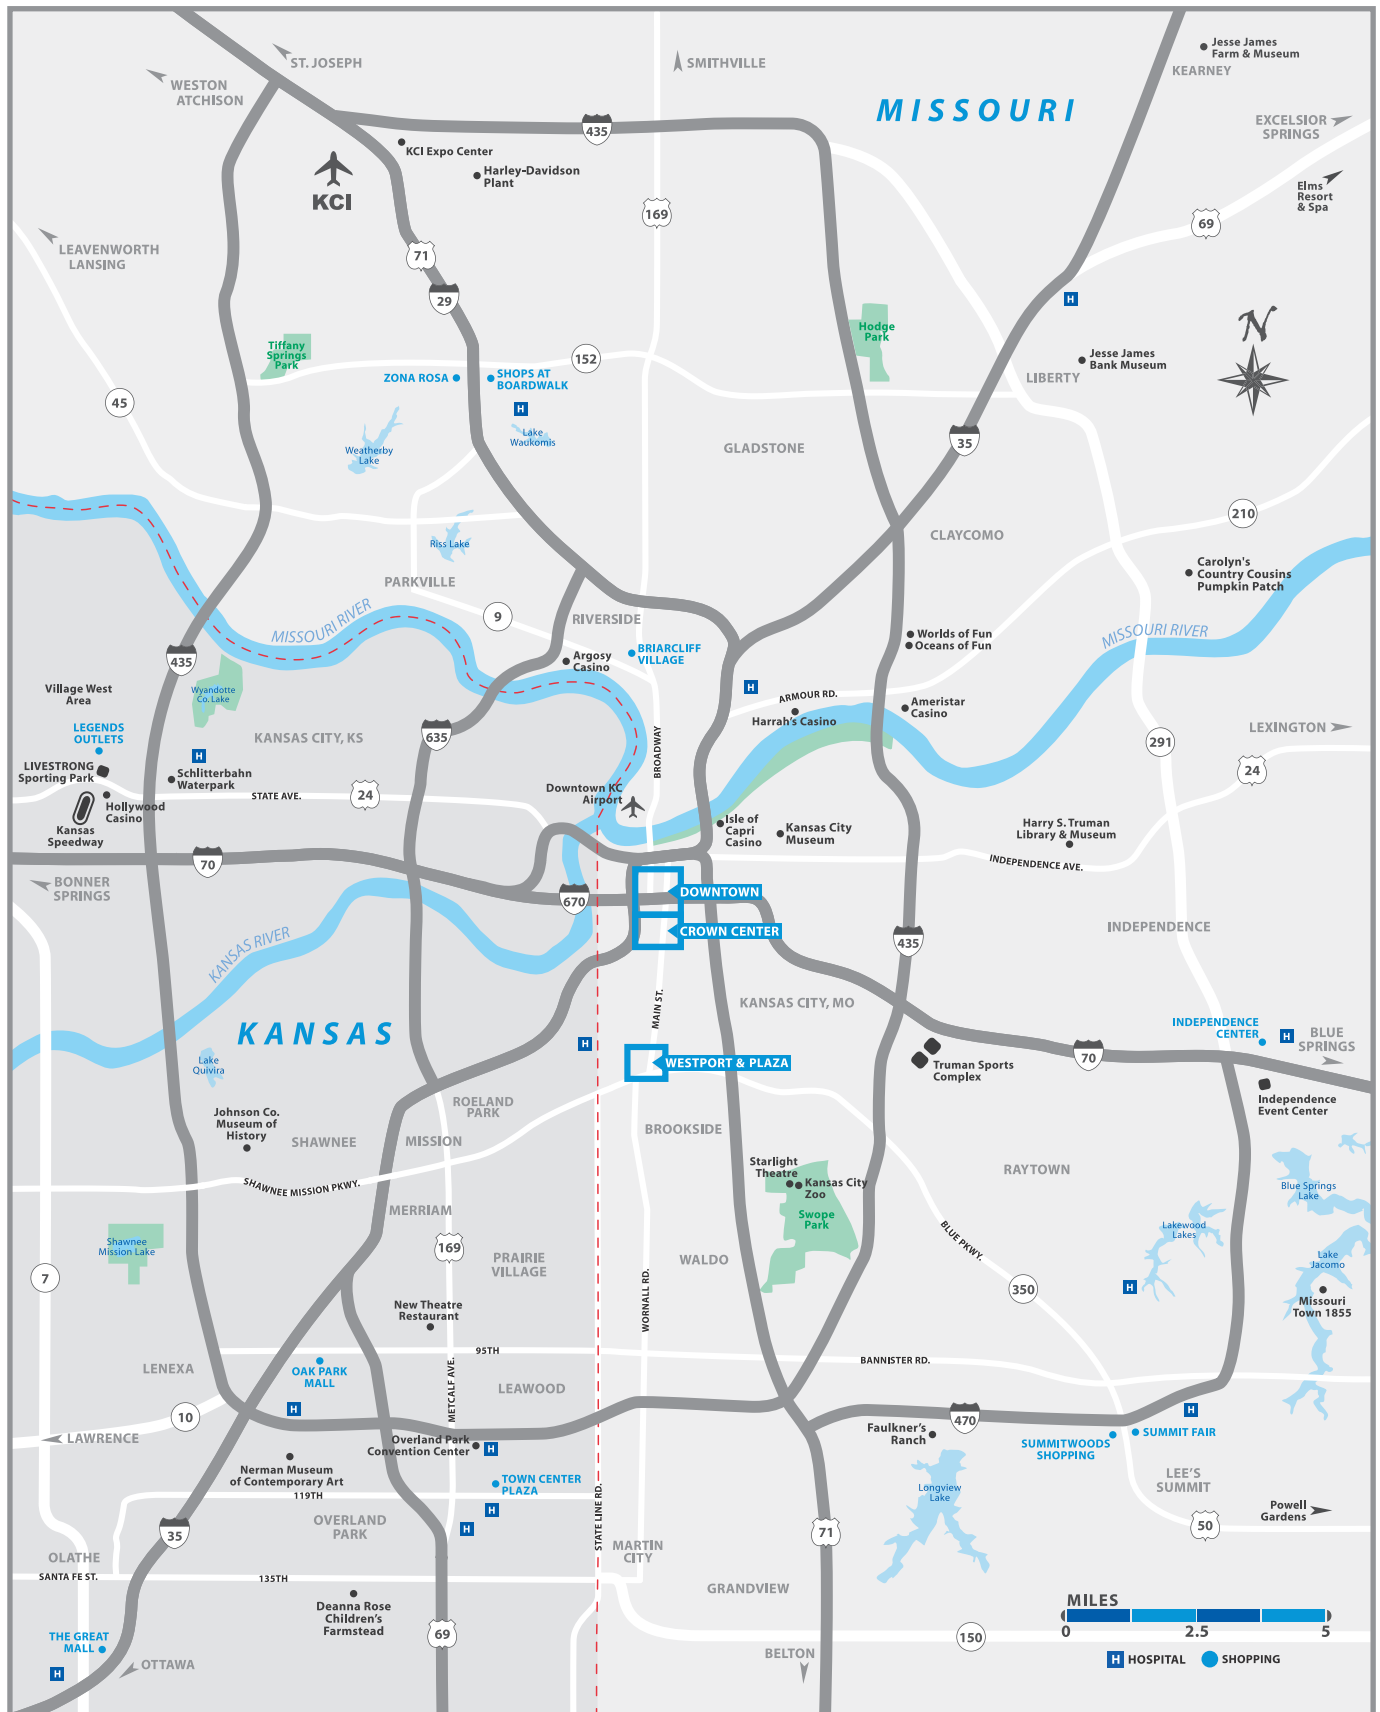 ST. JOSEPH
WESTON
ATCHISON
SMITHVILLE
MISSOURI
Jesse James
Farm & Museum
KEARNEY
EXCELSIOR
SPRINGS
435
KCI Expo Center
Harley-Davidson
Plant
KCI
Elms
Resort
& Spa
169
69
LEAVENWORTH
LANSING
71
29
H
N
Hodge
Park
Tiffany
Springs
Park
152
ZONA ROSA
SHOPS AT
BOARDWALK
Jesse James
Bank Museum
LIBERTY
45
H
Lake
Waukomis
Weatherby
Lake
GLADSTONE
35
210
CLAYCOMO
Riss Lake
Carolyn's
Country Cousins
Pumpkin Patch
PARKVILLE
9
RIVERSIDE
MISSOURI RIVER
MISSOURI RIVER
Worlds of Fun
Oceans of Fun
BRIARCLIFF
VILLAGE
Argosy
Casino
435
Village West
Area
Wyandotte
Co. Lake
H
ARMOUR RD.
Harrah's Casino
Ameristar
Casino
LEGENDS
OUTLETS
KANSAS CITY, KS
635
BROADWAY
291
LEXINGTON
24
H
LIVESTRONG
Sporting Park
Schlitterbahn
Waterpark
STATE AVE.
24
Downtown KC
Airport
Hollywood
Casino
Kansas
Speedway
Isle of
Capri
Casino
Kansas City
Museum
Harry S. Truman
Library & Museum
INDEPENDENCE AVE.
70
BONNER
SPRINGS
670
DOWNTOWN
CROWN CENTER
435
INDEPENDENCE
KANSAS RIVER
MAIN ST.
KANSAS CITY, MO
KANSAS
INDEPENDENCE
CENTER
H
BLUE
SPRINGS
H
Lake
Quivira
WESTPORT & PLAZA
Truman Sports
Complex
70
Independence
Event Center
Johnson Co.
Museum of
History
ROELAND
PARK
SHAWNEE
MISSION
BROOKSIDE
RAYTOWN
Starlight
Theatre
Kansas City
Zoo
Swope
Park
Blue Springs
Lake
SHAWNEE MISSION PKWY.
MERRIAM
Lakewood
Lakes
BLUE PKWY.
Shawnee
Mission Lake
169
PRAIRIE
VILLAGE
WALDO
Lake
Jacomo
7
WORNALL RD.
350
H
Missouri
Town 1855
New Theatre
Restaurant
95TH
BANNISTER RD.
LENEXA
OAK PARK
MALL
METCALF AVE.
LEAWOOD
H
10
LAWRENCE
470
H
Faulkner's
Ranch
SUMMITWOODS
SHOPPING
SUMMIT FAIR
Overland Park
Convention Center
H
Nerman Museum
of Contemporary Art
TOWN CENTER
PLAZA
119TH
H
Longview
Lake
LEE'S
SUMMIT
Powell
Gardens
35
OVERLAND
PARK
H
STATE LINE RD.
71
50
MARTIN
CITY
OLATHE
SANTA FE ST.
135TH
GRANDVIEW
Deanna Rose
Children's
Farmstead
MILES
0
2.5
5
THE GREAT
MALL
69
150
BELTON
H
OTTAWA
H
HOSPITAL
SHOPPING